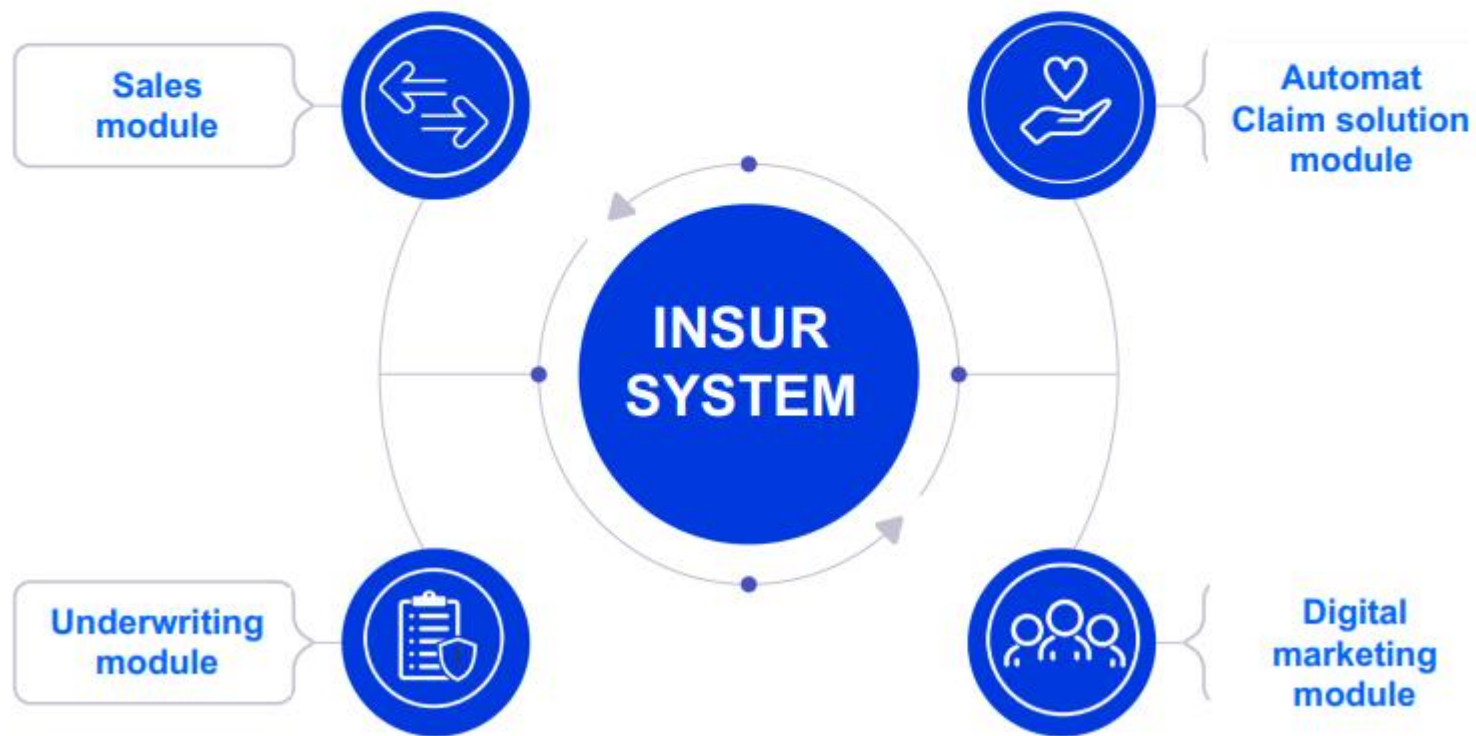 Sales
module
Automat
Claim solution
module
INSUR
SYSTEM
Underwriting
module
Digital
marketing
module